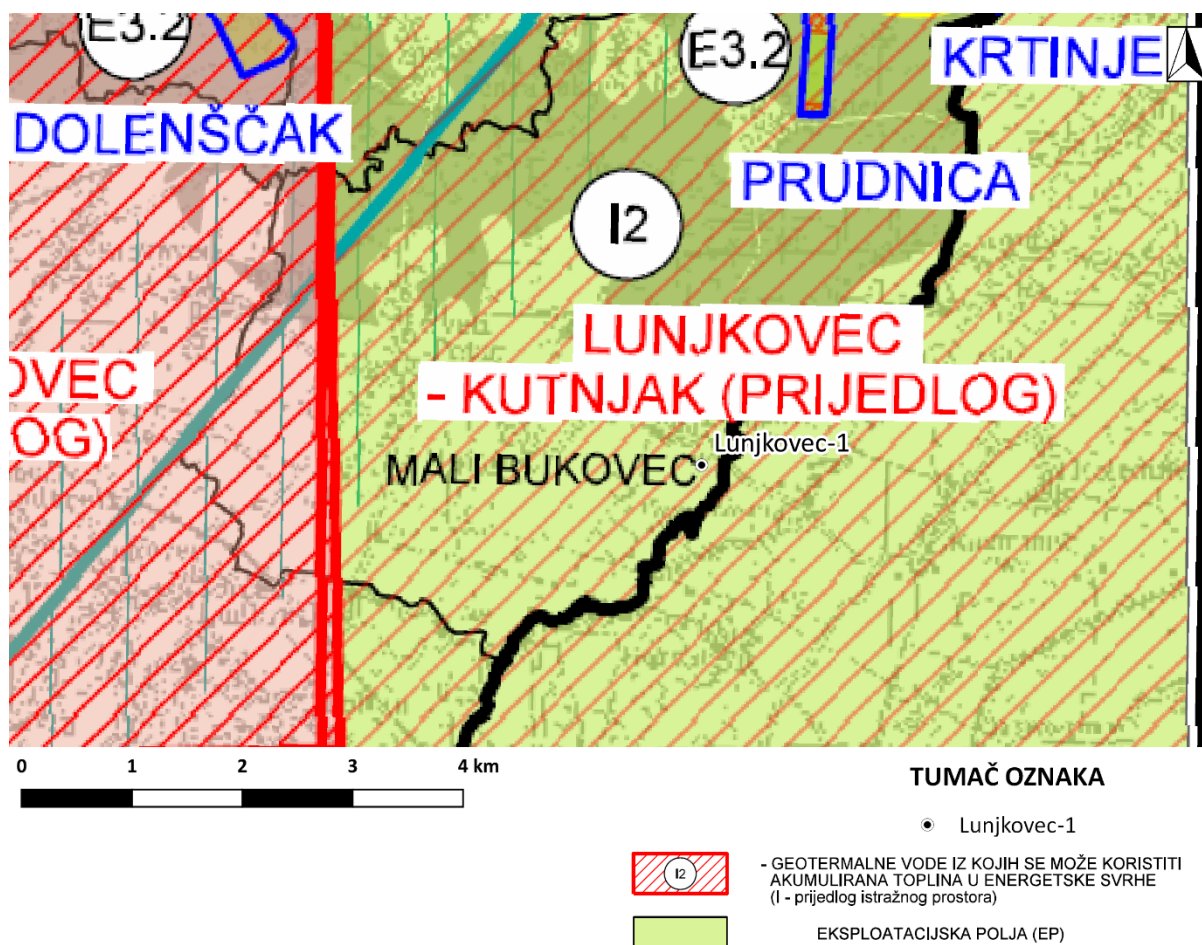 E3.2
E3.2
KRTINJE
DOLENŠČAK
PRUDNICA
I2
LUNJKOVEC
- KUTNJAK (PRIJEDLOG)
OVEC
OG)
Lunjkovec-1
MALI BUKOVEC
0 1 2 3 4 km
TUMAČ OZNAKA
Lunjkovec-1
I2
- GEOTERMALNE VODE IZ KOJIH SE MOŽE KORISTITI
AKUMULIRANA TOPLINA U ENERGETSKE SVRHE
(I - prijedlog istražnog prostora)
EKSPLOATACIJSKA POLJA (EP)